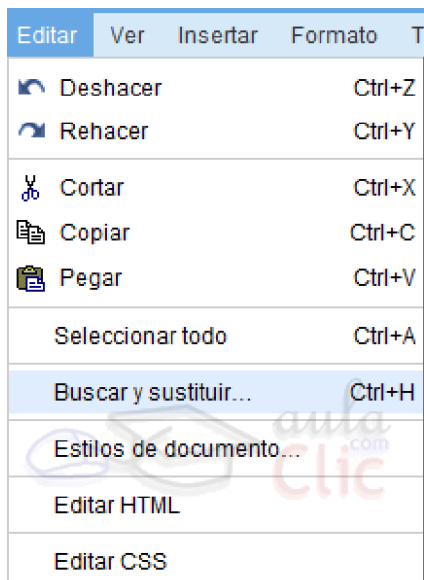 Editar Ver Insertar Formato T
Deshacer Ctrl+Z
Rehacer Ctrl+Y
Cortar Ctrl+X
Copiar Ctrl+C
Pegar Ctrl+V
Seleccionar todo Ctrl+A
Buscar y sustituir... Ctrl+H
Estilos de documento...
Editar HTML
Editar CSS
aula
.com
Clic